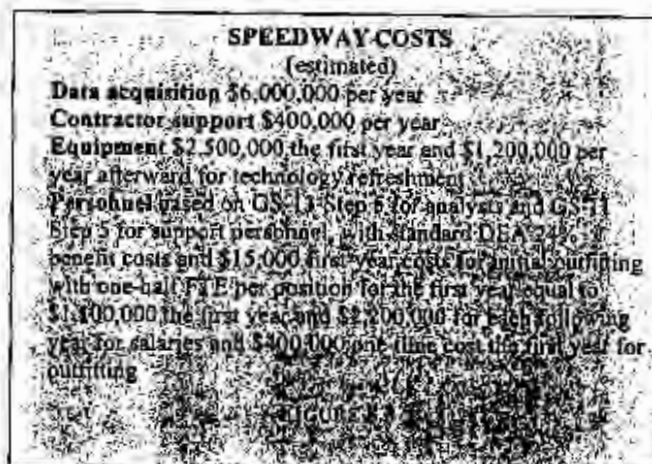 SPEEDWAY COSTS
(estimated)
Data acquisition $6,000,000 per year
Contractor support $400,000 per year
Equipment $2,500,000 the first year and $1,200,000 per
year afterward for technology refreshment
Personnel based on GS-13 Step 6 for analysts and GS-11
Step 5 for support personnel, with standard DEA 24%
benefit costs and $15,000 first year costs for initial outfitting
with one-half FTE per position for the first year equal to
$1,100,000 the first year and $2,200,000 for each following
year for salaries and $400,000 one time cost the first year for
outfitting
FIGURE